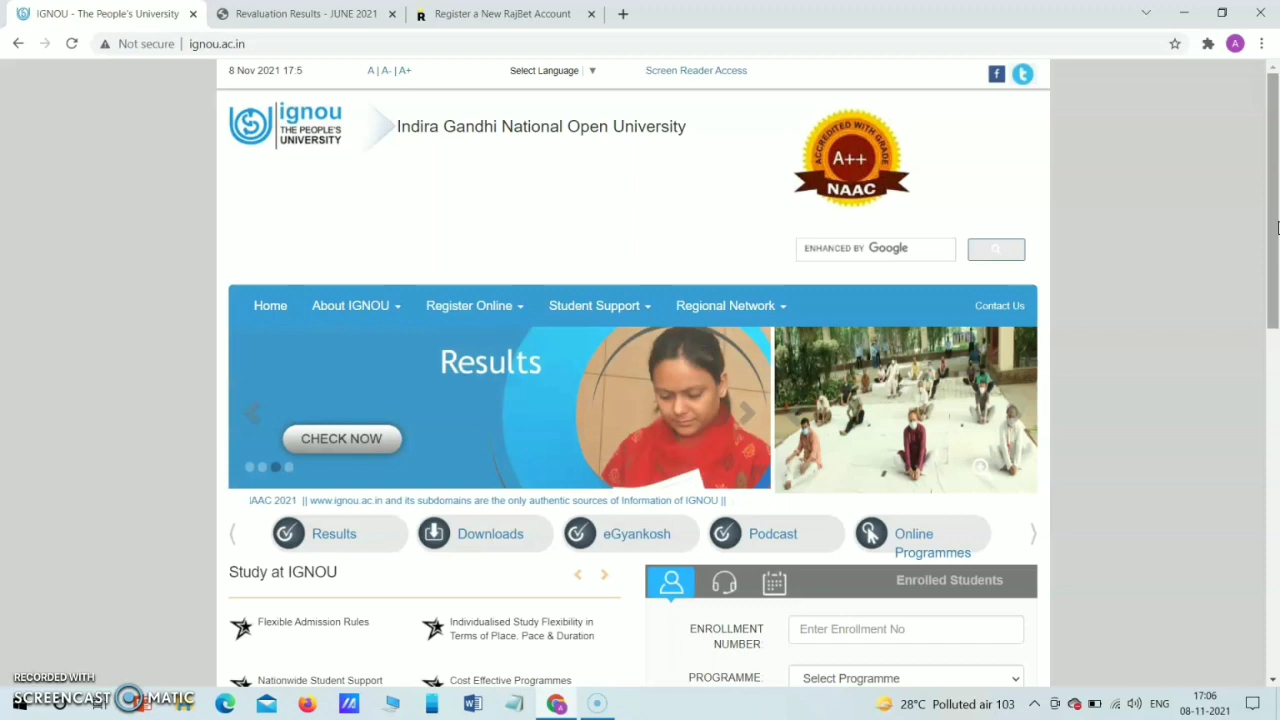 IGNOU - The People's University
Revaluation Results - JUNE 2021
Register a New RajBet Account
Not secure
ignou.ac.in
8 Nov 2021 17:5
A | A- | A+
Select Language ▼
Screen Reader Access
ignou
THE PEOPLE'S
UNIVERSITY
Indira Gandhi National Open University
ACCREDITED WITH GRADE
A++
NAAC
ENHANCED BY Google
Home
About IGNOU
Register Online
Student Support
Regional Network
Contact Us
Results
CHECK NOW
IAAC 2021 || www.ignou.ac.in and its subdomains are the only authentic sources of Information of IGNOU ||
Results
Downloads
eGyankosh
Podcast
Online
Programmes
Study at IGNOU
Enrolled Students
Flexible Admission Rules
Individualised Study Flexibility in
Terms of Place, Pace & Duration
ENROLLMENT
NUMBER:
Enter Enrollment No
Nationwide Student Support
Cost Effective Programmes
PROGRAMME:
Select Programme
RECORDED WITH
SCREENCAST MATIC
28°C Polluted air 103
ENG
17:06
08-11-2021